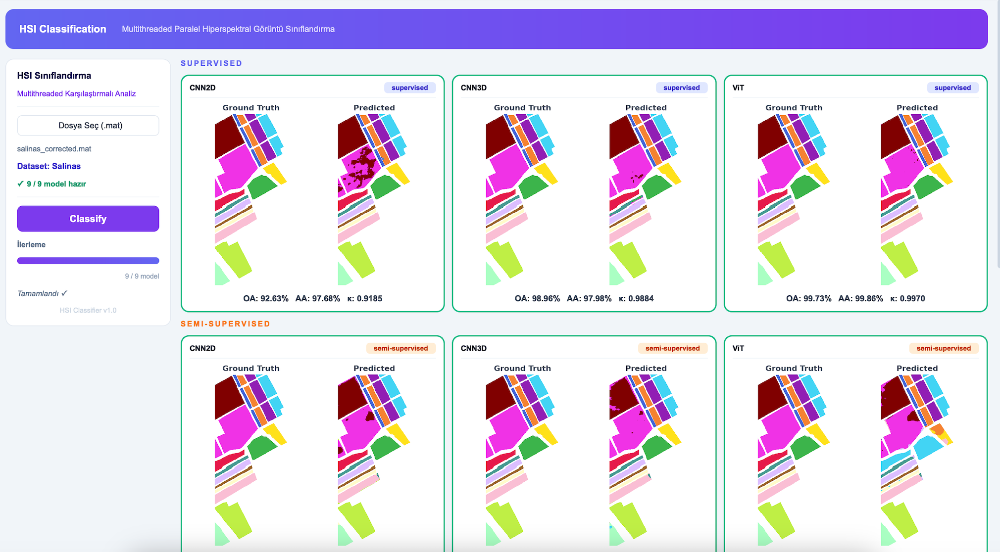 HSI Classification
Multithreaded Paralel Hiperspektral Görüntü Sınıflandırma
HSI Sınıflandırma
Multithreaded Karşılaştırmalı Analiz
Dosya Seç (.mat)
salinas_corrected.mat
Dataset: Salinas
✓ 9 / 9 model hazır
Classify
İlerleme
9 / 9 model
Tamamlandı ✓
HSI Classifier v1.0
SUPERVISED
CNN2D
supervised
Ground Truth
Predicted
OA: 92.63% AA: 97.68% κ: 0.9185
CNN3D
supervised
Ground Truth
Predicted
OA: 98.96% AA: 97.98% κ: 0.9884
ViT
supervised
Ground Truth
Predicted
OA: 99.73% AA: 99.86% κ: 0.9970
SEMI-SUPERVISED
CNN2D
semi-supervised
Ground Truth
Predicted
CNN3D
semi-supervised
Ground Truth
Predicted
ViT
semi-supervised
Ground Truth
Predicted